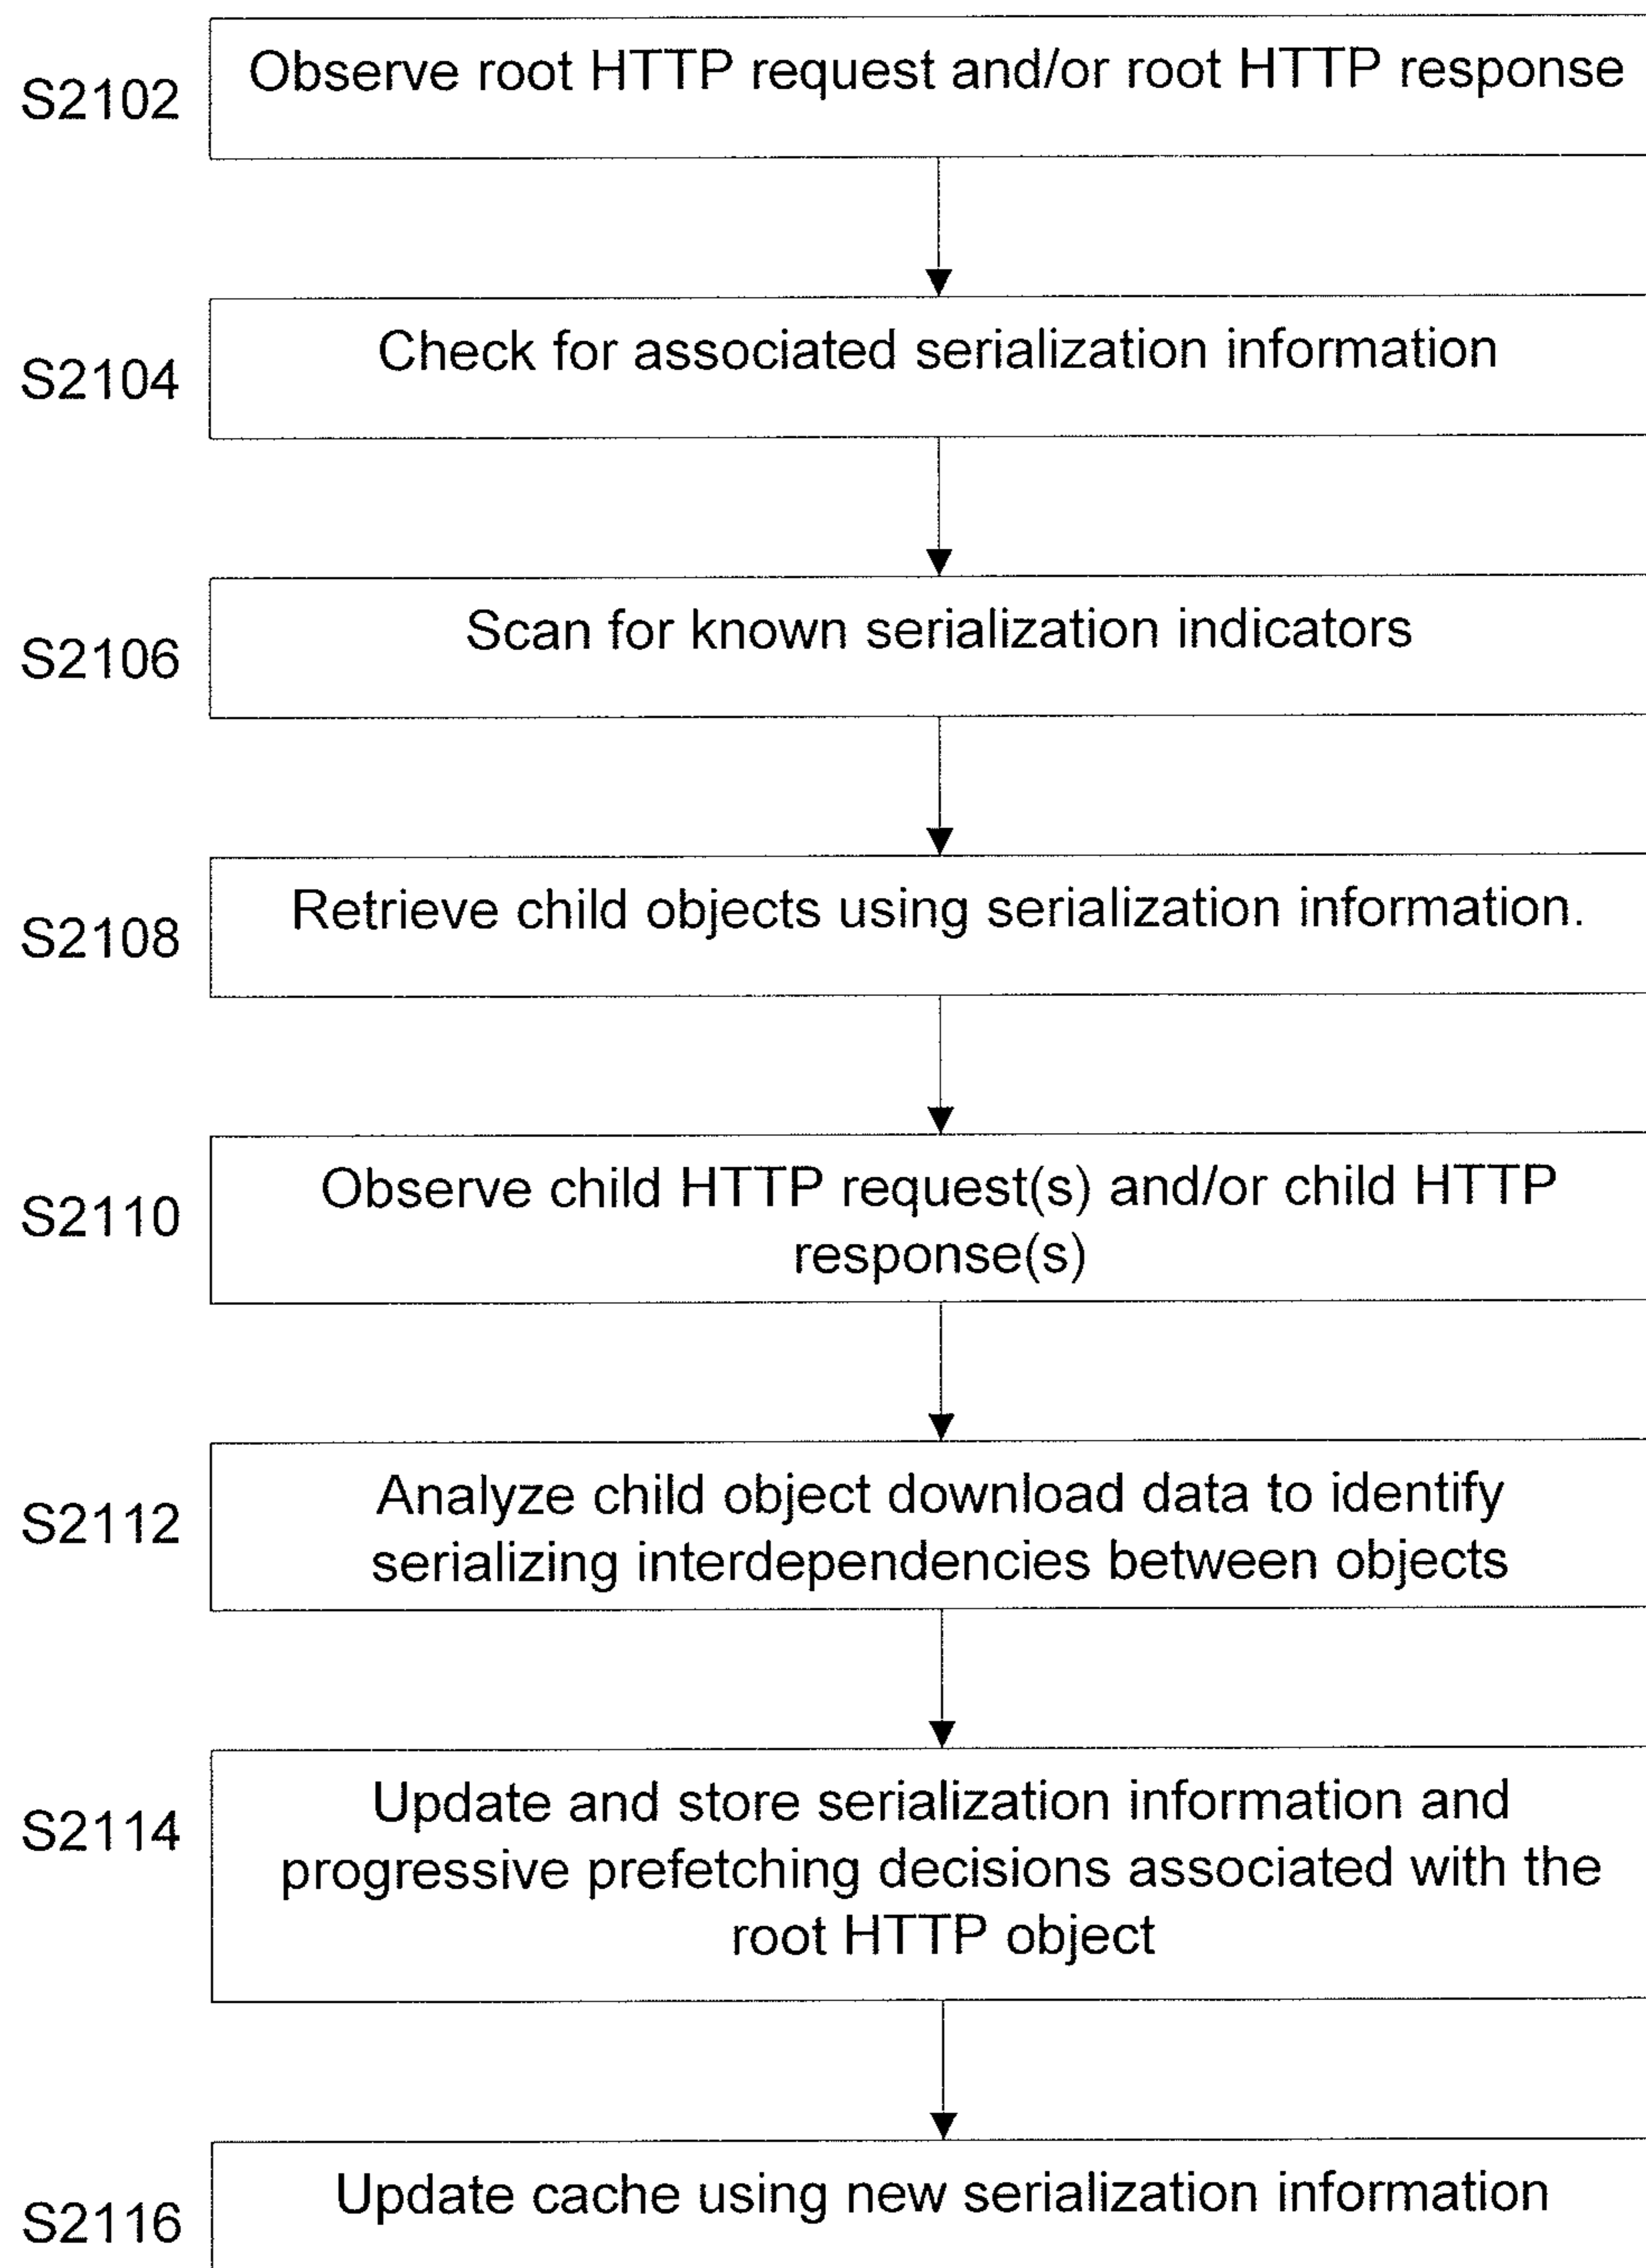 S2102
Observe root HTTP request and/or root HTTP response
S2104
Check for associated serialization information
S2106
Scan for known serialization indicators
S2108
Retrieve child objects using serialization information.
S2110
Observe child HTTP request(s) and/or child HTTP
response(s)
S2112
Analyze child object download data to identify
serializing interdependencies between objects
S2114
Update and store serialization information and
progressive prefetching decisions associated with the
root HTTP object
S2116
Update cache using new serialization information